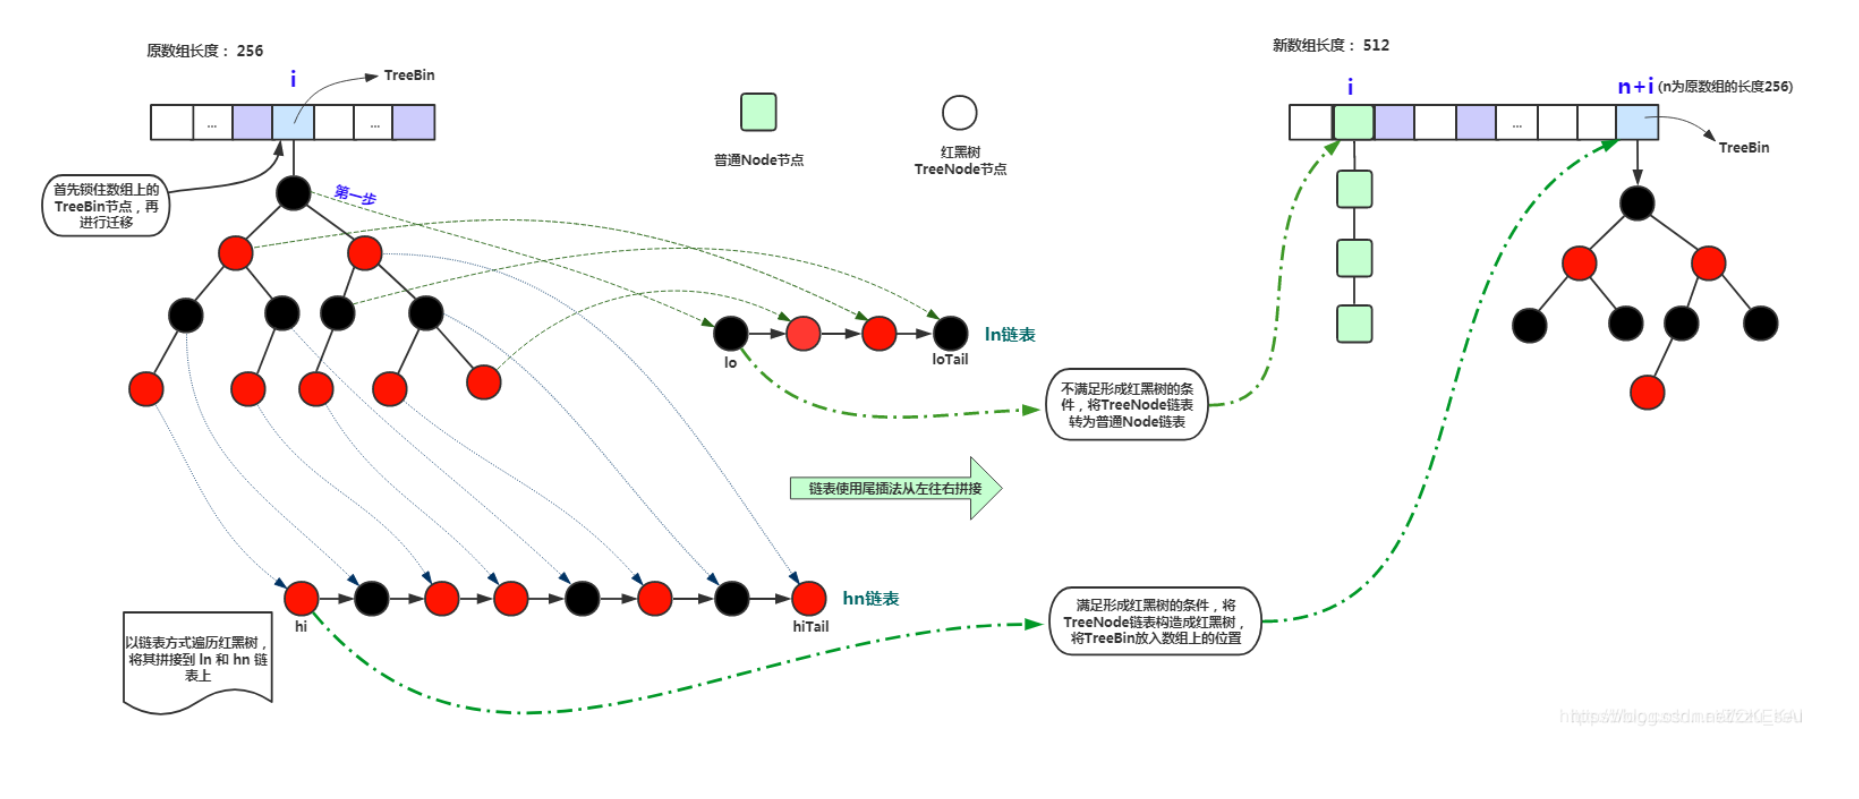 原数组长度： 256
i
TreeBin
...
...
首先锁住数组上的
TreeBin节点，再
进行迁移
第一步
普通Node节点
红黑树
TreeNode节点
新数组长度： 512
i
n+i (n为原数组的长度256)
...
TreeBin
ln链表
lo
loTail
不满足形成红黑树的条
件，将TreeNode链表
转为普通Node链表
链表使用尾插法从左往右拼接
hn链表
hi
hiTail
以链表方式遍历红黑树，
将其拼接到 ln 和 hn 链
表上
满足形成红黑树的条件，将
TreeNode链表构造成红黑树，
将TreeBin放入数组上的位置